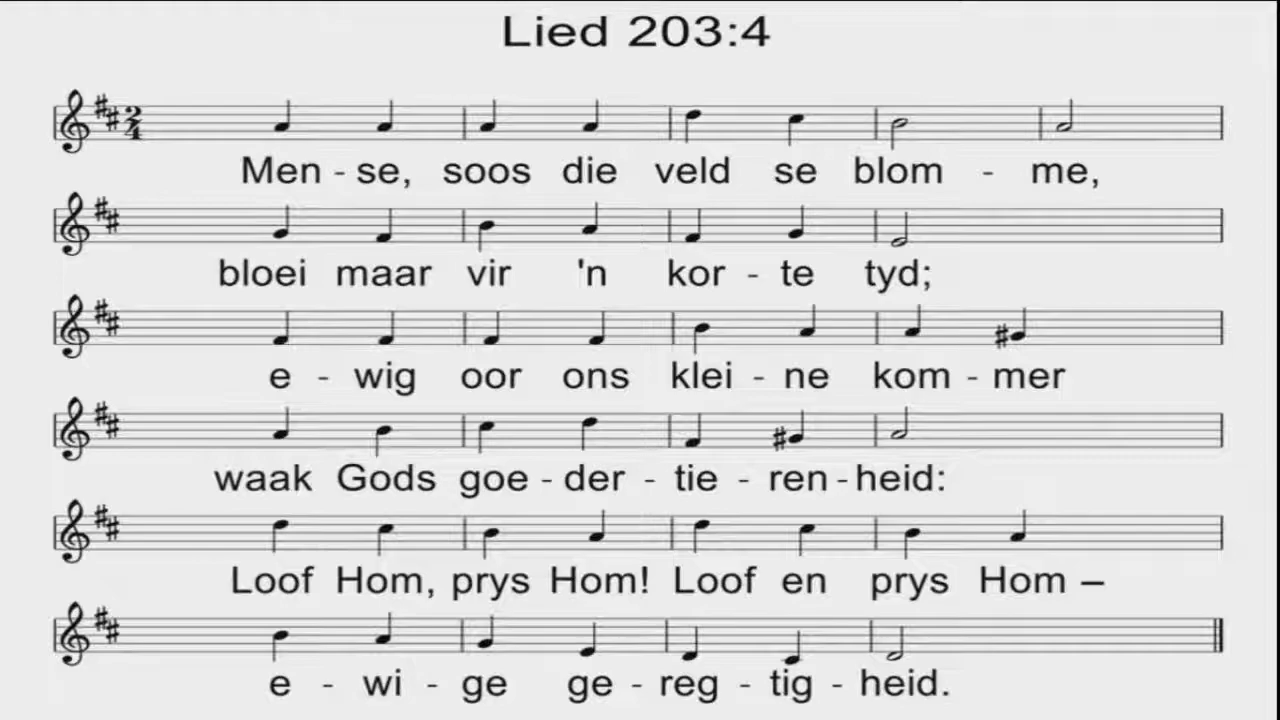 Lied 203:4
2
4
Men - se, soos die veld se blom - me,
bloei maar vir 'n kor - te tyd;
e - wig oor ons klei - ne kom - mer
waak Gods goe - der - tie - ren - heid:
Loof Hom, prys Hom! Loof en prys Hom –
e - wi - ge ge - reg - tig - heid.